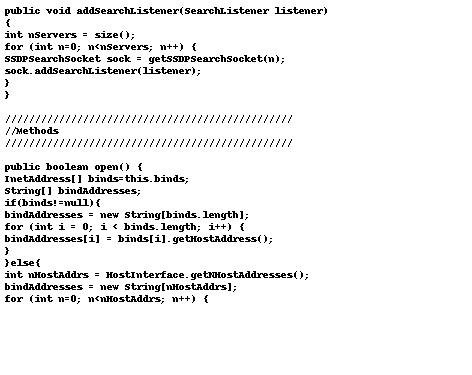 public void addSearchListener(SearchListener listener)
{
int nServers = size();
for (int n=0; n<nServers; n++) {
SSDPSearchSocket sock = getSSDPSearchSocket(n);
sock.addSearchListener(listener);
}
}
////////////////////////////////////////////////
//Methods
////////////////////////////////////////////////
public boolean open() {
InetAddress[] binds=this.binds;
String[] bindAddresses;
if(binds!=null){
bindAddresses = new String[binds.length];
for (int i = 0; i < binds.length; i++) {
bindAddresses[i] = binds[i].getHostAddress();
}
}else{
int nHostAddrs = HostInterface.getNHostAddresses();
bindAddresses = new String[nHostAddrs];
for (int n=0; n<nHostAddrs; n++) {